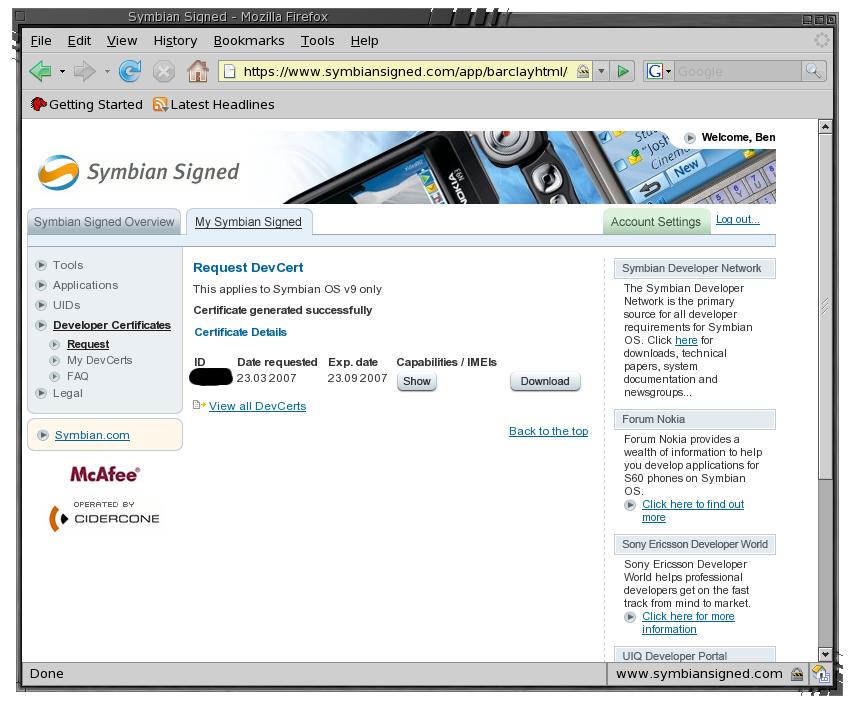 Symbian Signed - Mozilla Firefox
File Edit View History Bookmarks Tools Help
https://www.symbiansigned.com/app/barclayhtml/
G Google
Getting Started Latest Headlines
Symbian Signed
NOKIA
"Josh
Cinema
New
Welcome, Ben
Symbian Signed Overview My Symbian Signed Account Settings Log out...
Tools
Applications
UIDs
Developer Certificates
Request
My DevCerts
FAQ
Legal
Symbian.com
McAfee®
OPERATED BY
CIDERCONE
Request DevCert
This applies to Symbian OS v9 only
Certificate generated successfully
Certificate Details
ID Date requested Exp. date Capabilities / IMEIs
23.03 2007 23.09 2007 Show Download
View all DevCerts
Back to the top
Symbian Developer Network
The Symbian Developer
Network is the primary
source for all developer
requirements for Symbian
OS. Click here for
downloads, technical
papers, system
documentation and
newsgroups...
Forum Nokia
Forum Nokia provides a
wealth of information to help
you develop applications for
S60 phones on Symbian
OS.
Click here to find out
more
Sony Ericsson Developer World
Sony Ericsson Developer
World helps professional
developers get on the fast
track from mind to market.
Click here for more
information
UIQ Developer Portal
Done www.symbiansigned.com